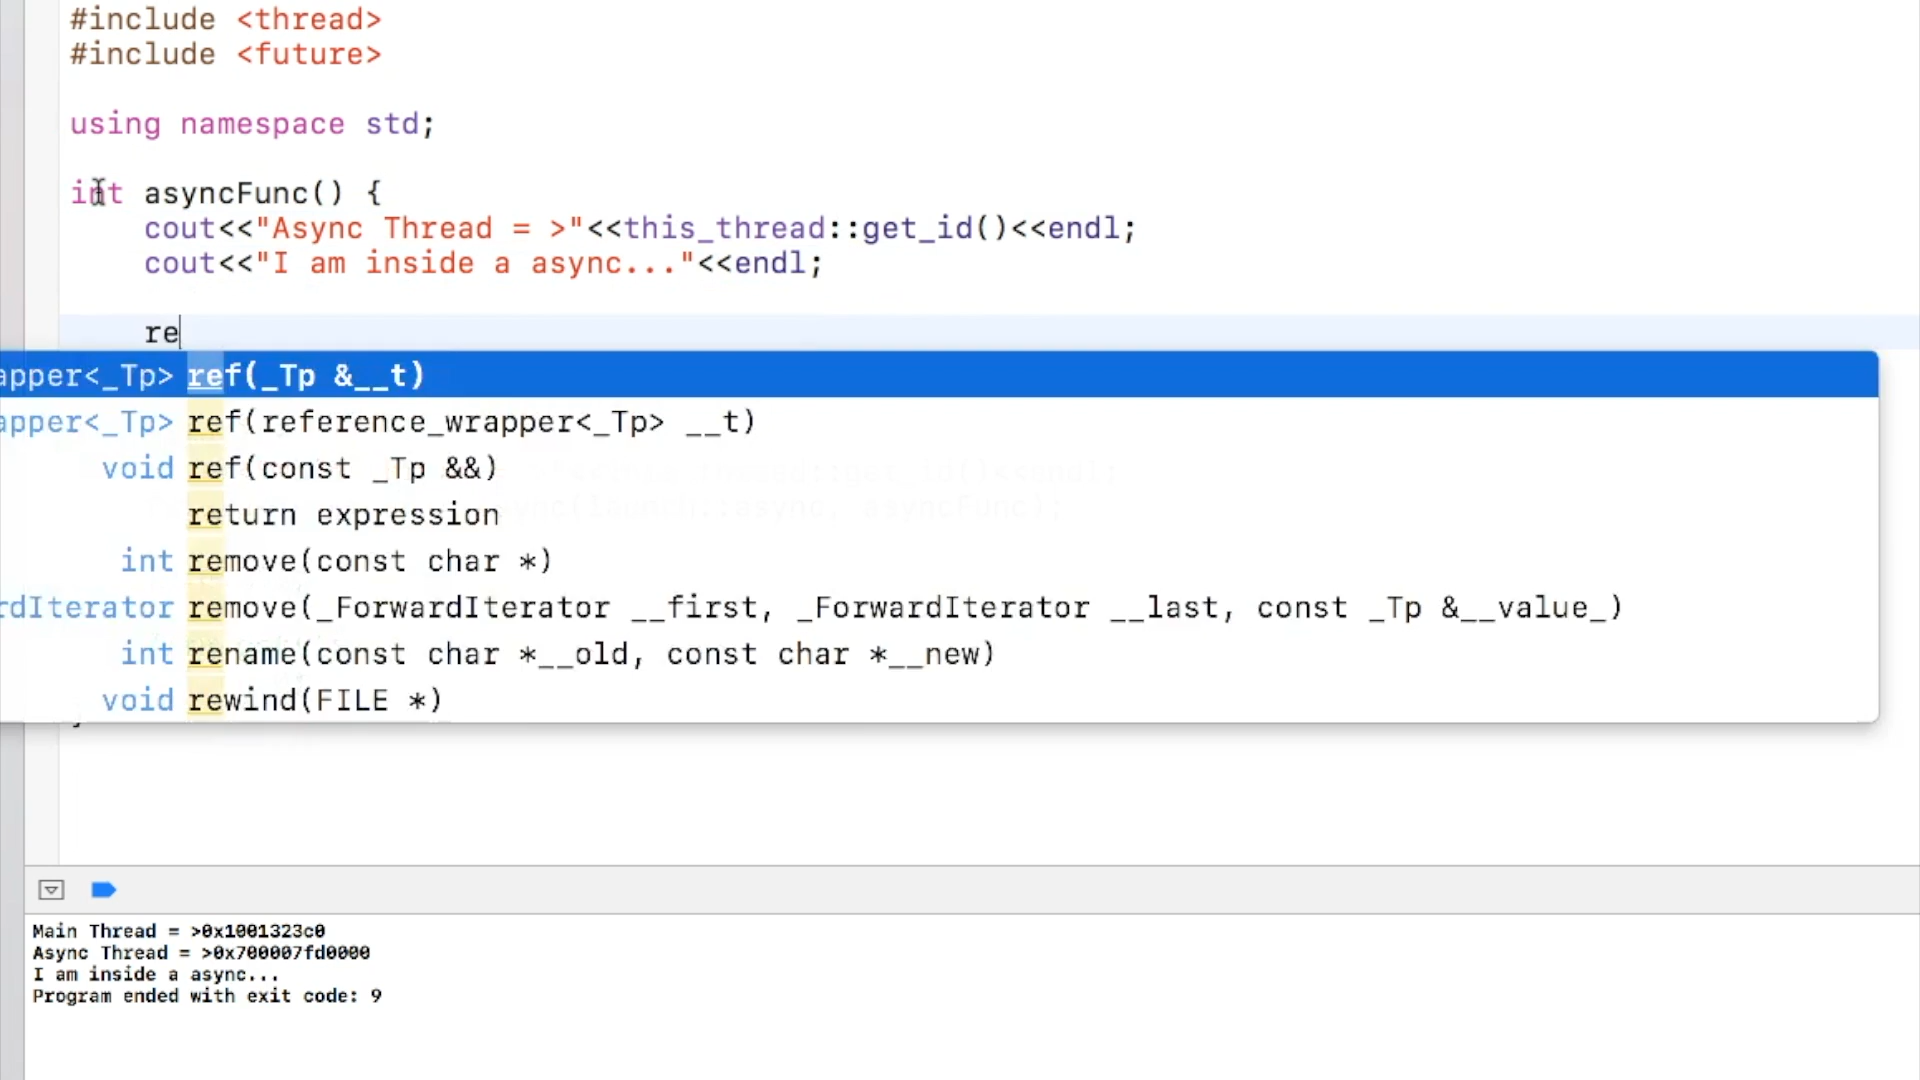 #include <thread>
#include <future>
using namespace std;
int asyncFunc() {
cout<<"Async Thread = >"<<this_thread::get_id()<<endl;
cout<<"I am inside a async..."<<endl;
re
apper<_Tp> ref(_Tp &__t)
apper<_Tp> ref(reference_wrapper<_Tp> __t)
void ref(const _Tp &&)
return expression
int remove(const char *)
rdIterator remove(_ForwardIterator __first, _ForwardIterator __last, const _Tp &__value_)
int rename(const char *__old, const char *__new)
void rewind(FILE *)
Main Thread = >0x1001323c0
Async Thread = >0x700007fd0000
I am inside a async...
Program ended with exit code: 9